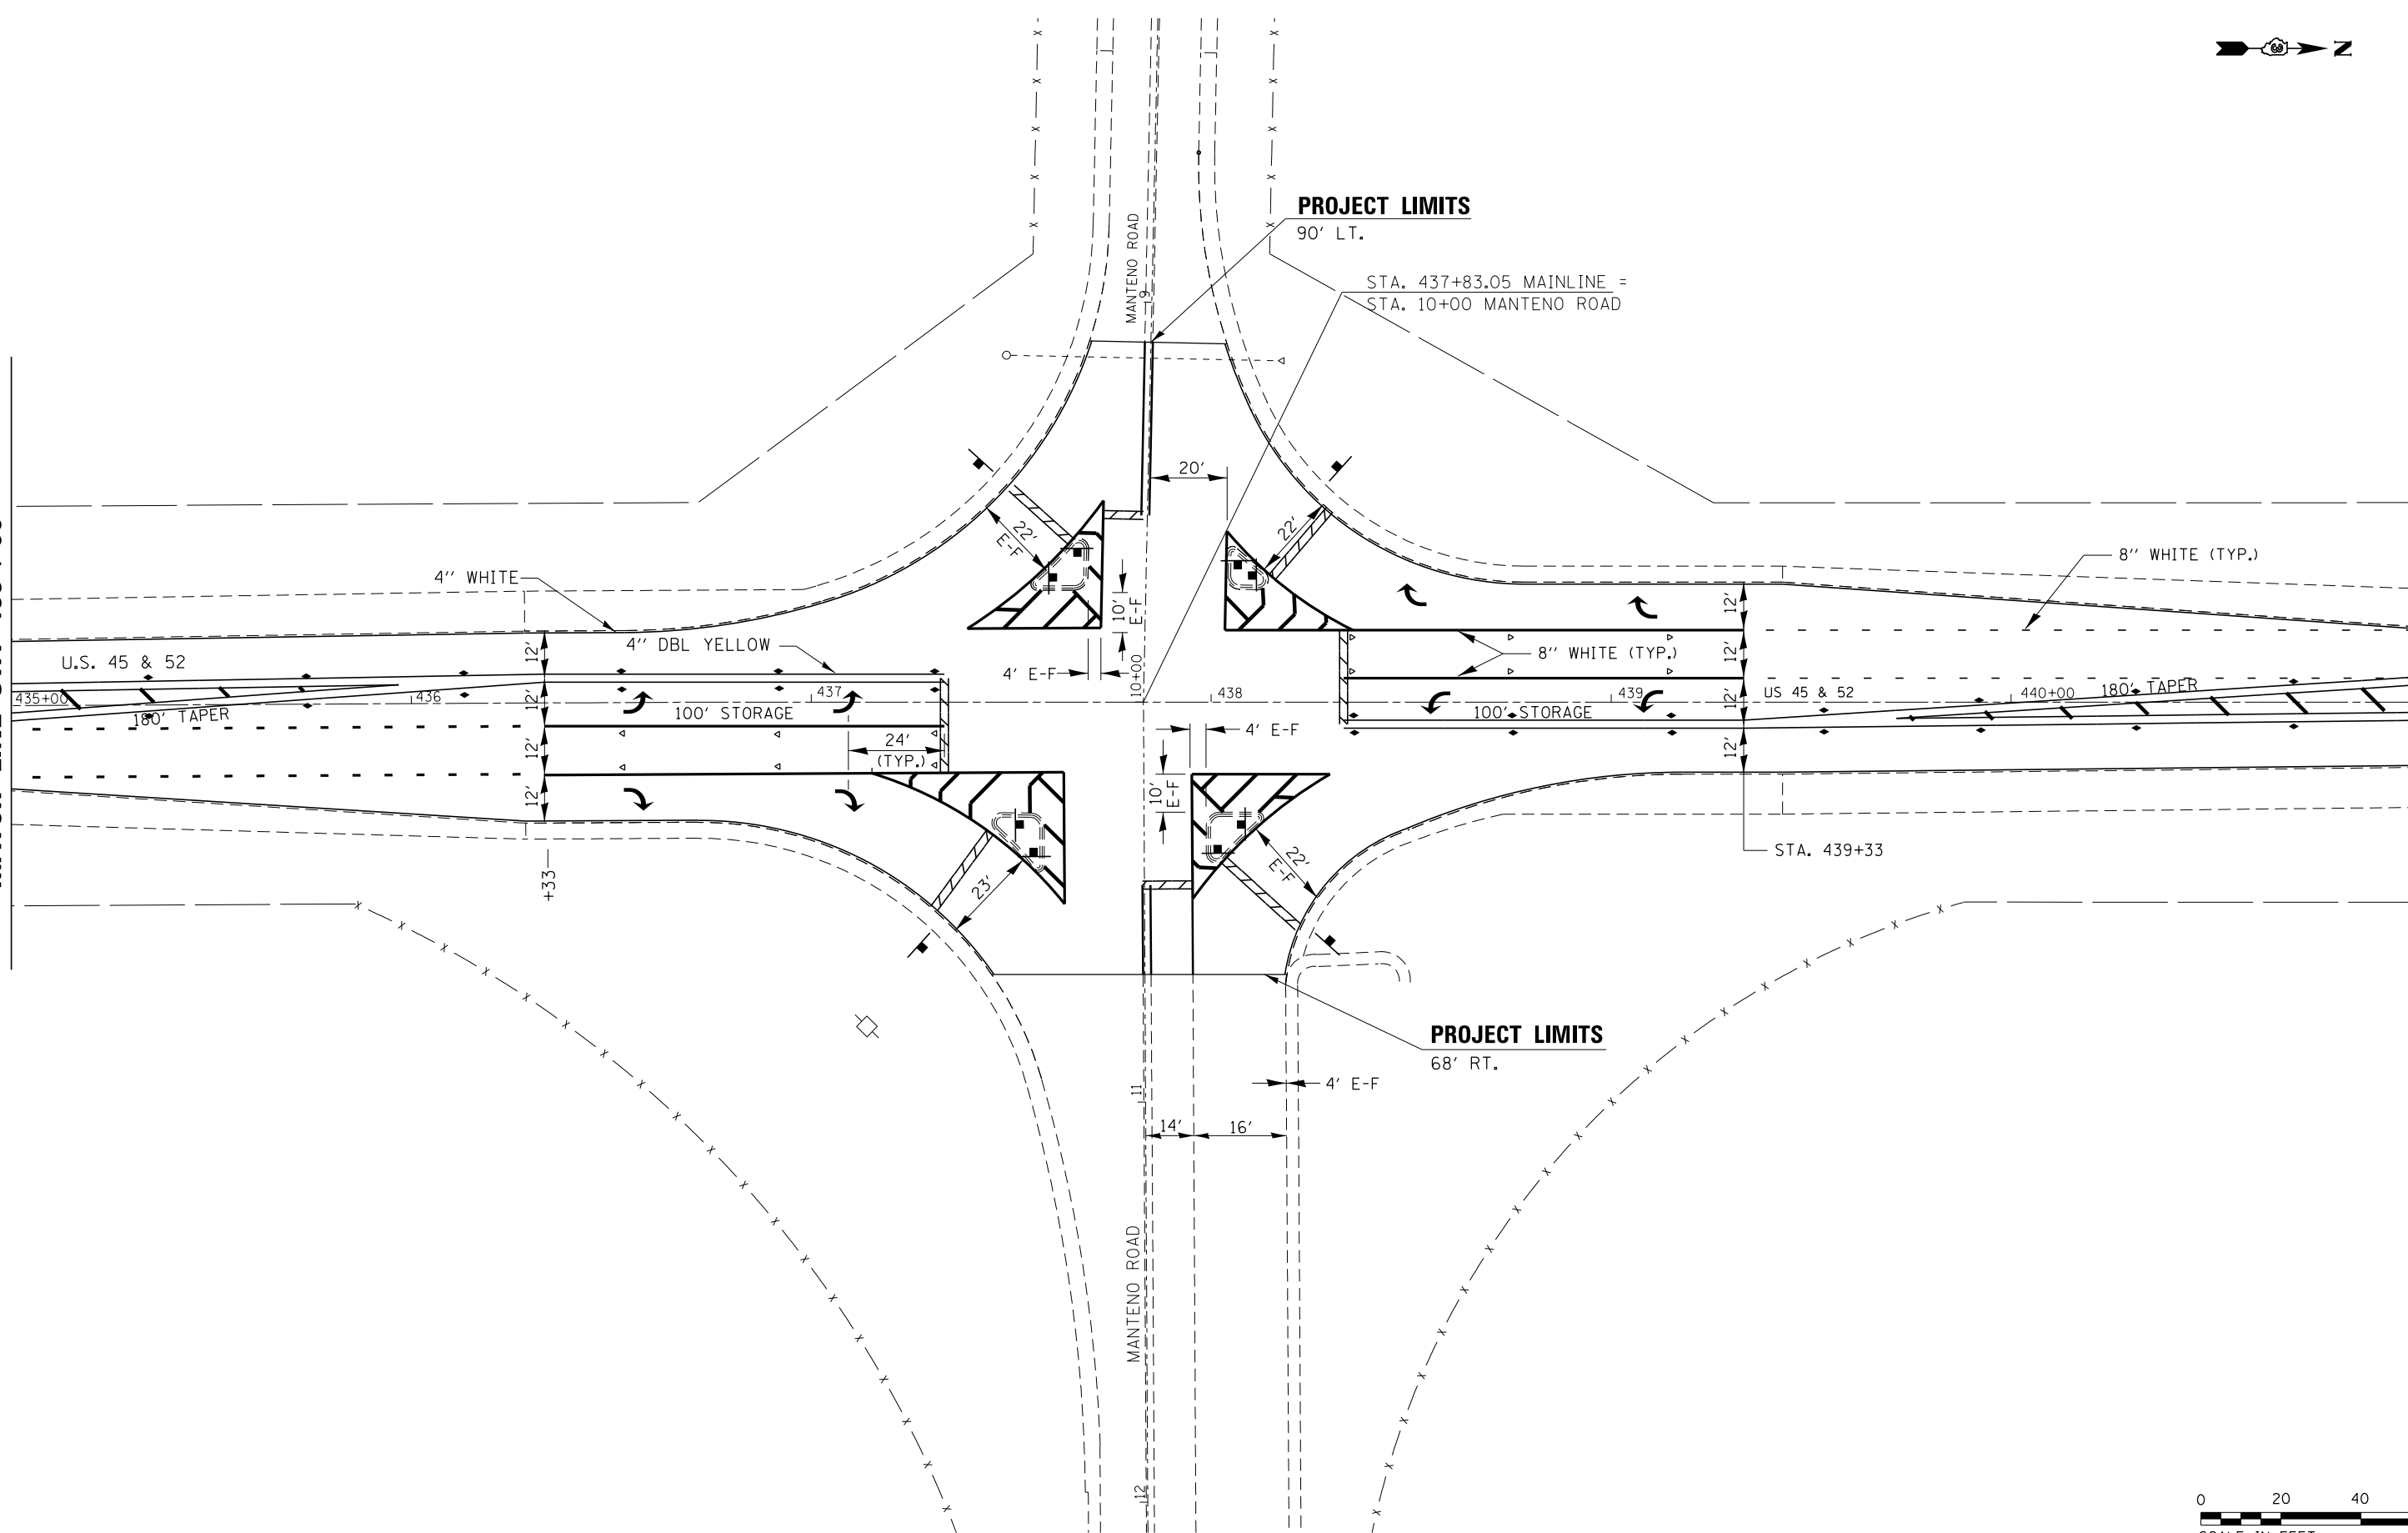 N
PROJECT LIMITS
90' LT.
MANTENO ROAD
9
STA. 437+83.05 MAINLINE =
STA. 10+00 MANTENO ROAD
20'
22'
E-F
22'
8" WHITE (TYP.)
4" WHITE
10'
E-F
12'
12'
4" DBL YELLOW
8" WHITE (TYP.)
12'
U.S. 45 & 52
4' E-F
10+00
435+00
436
12'
437
438
439
12'
US 45 & 52
440+00
180' TAPER
180' TAPER
100' STORAGE
100' STORAGE
12'
24'
(TYP.)
4' E-F
12'
12'
10'
E-F
STA. 439+33
+33
23'
22'
E-F
PROJECT LIMITS
68' RT.
4' E-F
11
14'
16'
MANTENO ROAD
12
0 20 40